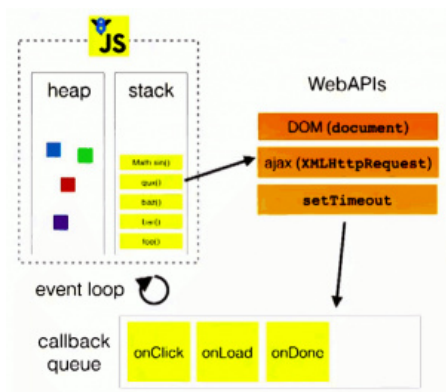 JS
heap
stack
WebAPIs
DOM (document)
ajax (XMLHttpRequest)
setTimeout
Math.sin()
qux()
baz()
bar()
foo()
event loop
callback
queue
onClick
onLoad
onDone